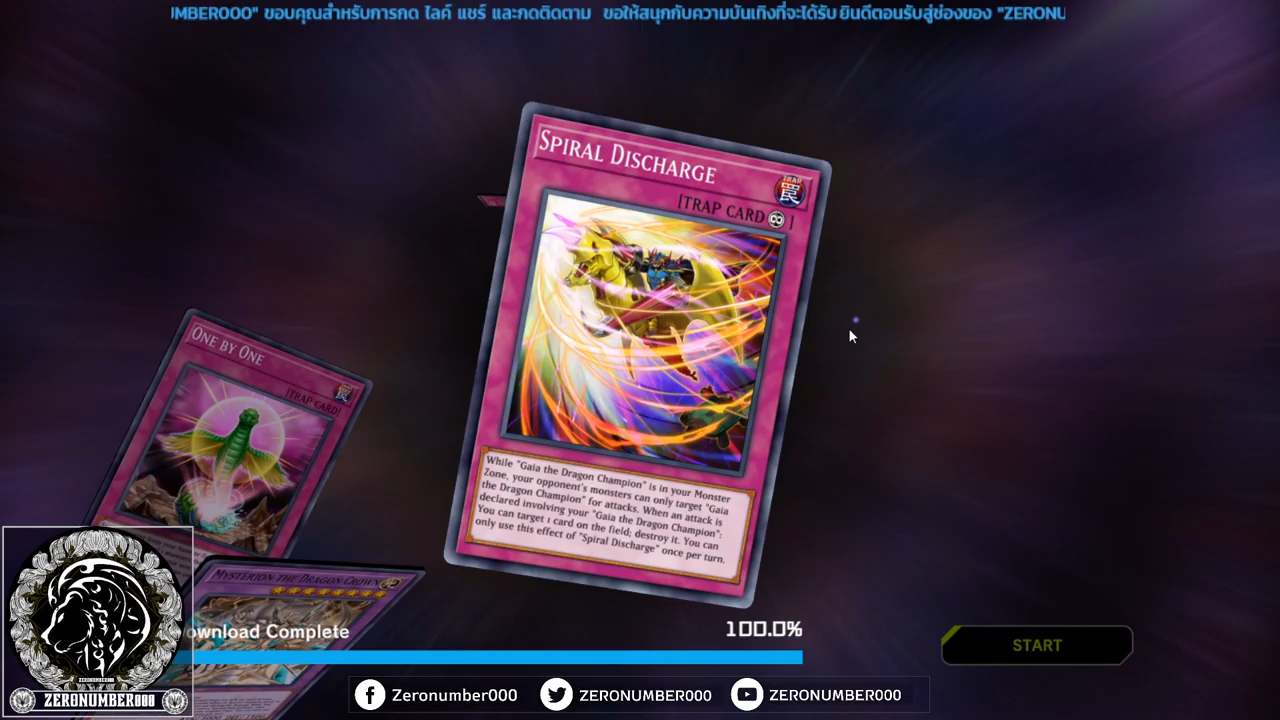 IMBER000" ขอบคุณสำหรับการกด ไลค์ แชร์ และกดติดตาม ขอให้สนุกกับความบันเทิงที่จะได้รับ ยินดีตอนรับสู่ช่องของ "ZERONU
SPIRAL DISCHARGE
TRAP
罠
[TRAP CARD ]
While "Gaia the Dragon Champion" is in your Monster
Zone, your opponent's monsters can only target "Gaia
the Dragon Champion" for attacks. When an attack is
declared involving your "Gaia the Dragon Champion":
You can target 1 card on the field; destroy it. You can
only use this effect of "Spiral Discharge" once per turn.
ONE BY ONE
罠
[TRAP CARD]
MYSTERION THE DRAGON CROWN
ownload Complete
100.0%
START
ZERONUMBER000
Zeronumber000
ZERONUMBER000
ZERONUMBER000